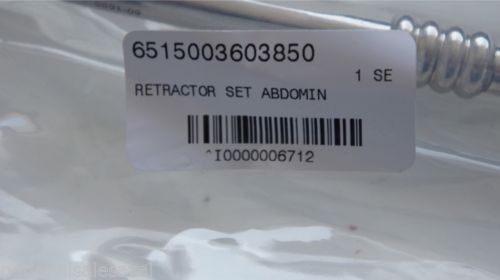 6515003603850
1 SE
RETRACTOR SET ABDOMIN
^I0000006712